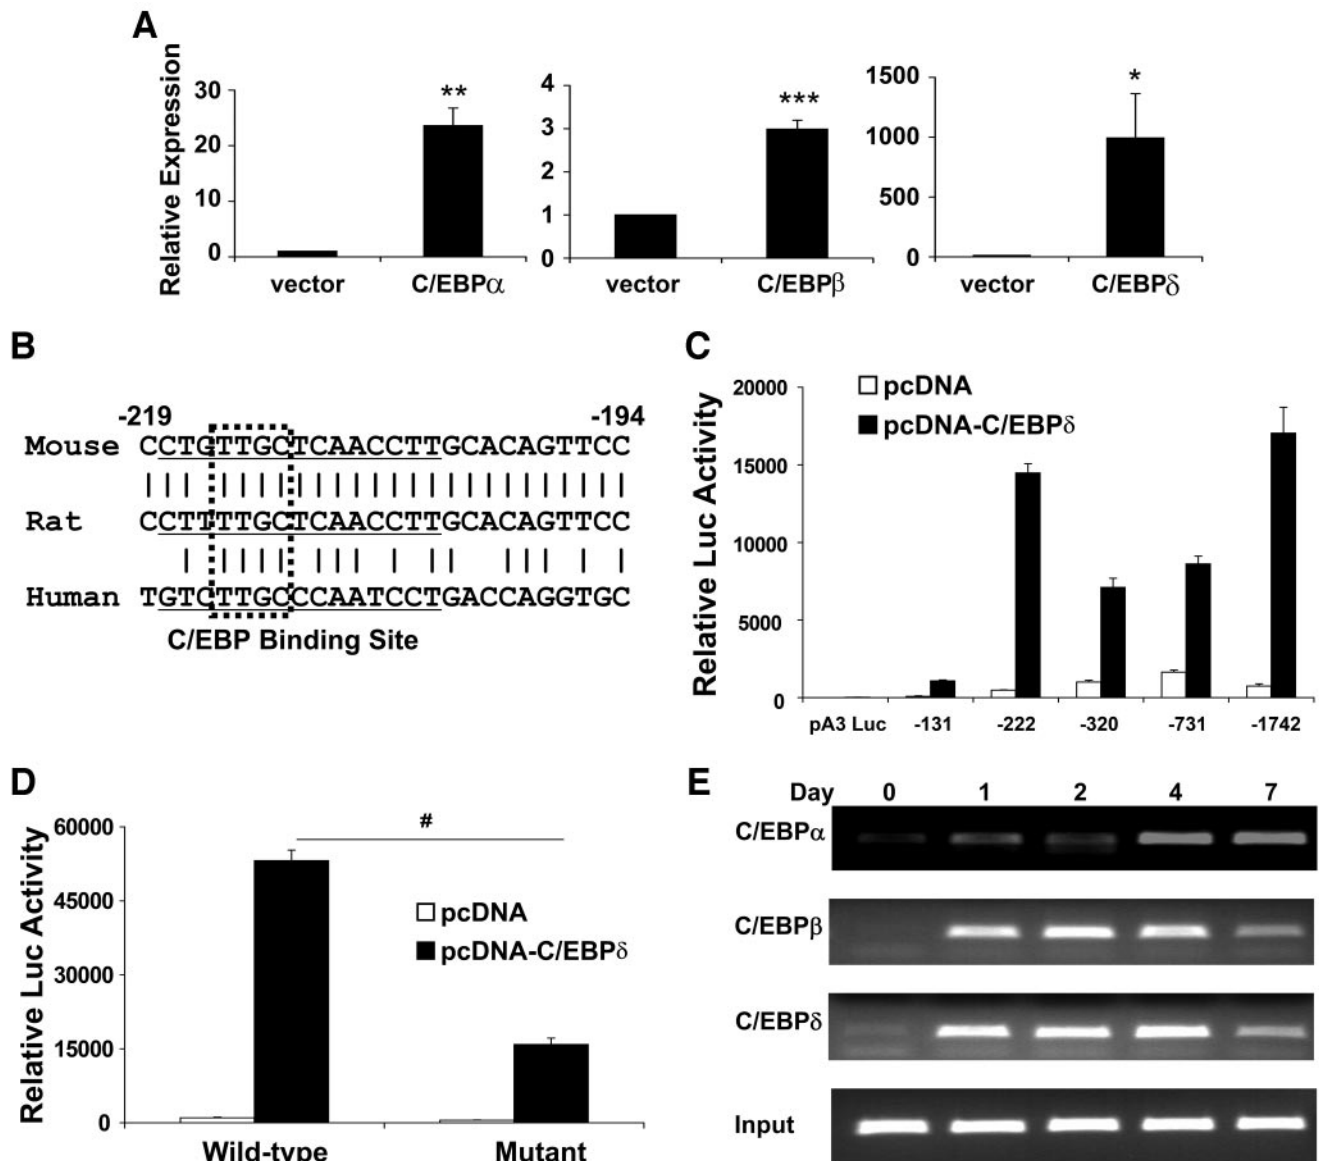 A
Relative Expression
30
20
10
0
**
vector
C/EBPα
4
3
2
1
0
***
vector
C/EBPβ
1500
1000
500
0
*
vector
C/EBPδ
B
-219
-194
Mouse CCTGTTGCTCAACCTTGCACAGTTCC
Rat CCTTTTGCTCAACCTTGCACAGTTCC
Human TGTCTTGCCCAATCCTGACCAGGTGC
C/EBP Binding Site
C
Relative Luc Activity
20000
15000
10000
5000
0
pcDNA
pcDNA-C/EBPδ
pA3 Luc
-131
-222
-320
-731
-1742
D
Relative Luc Activity
60000
45000
30000
15000
0
#
pcDNA
pcDNA-C/EBPδ
Wild-type
Mutant
E
Day 0 1 2 4 7
C/EBPα
C/EBPβ
C/EBPδ
Input